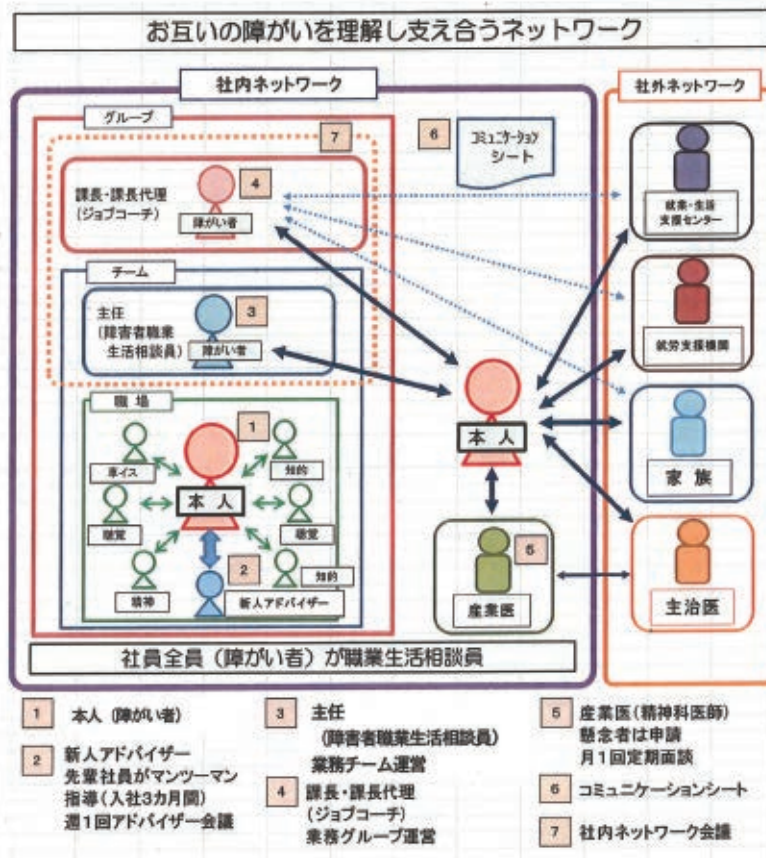 お互いの障がいを理解し支え合うネットワーク
社内ネットワーク
社外ネットワーク
グループ
7
6
コミュニケーション
シート
課長・課長代理
(ジョブコーチ)
4
障がい者
就業・生活
支援センター
チーム
主任
(障害者職業
生活相談員)
3
障がい者
就労支援機関
職場
1
車イス
知的
本人
聴覚
聴覚
精神
知的
2
新人アドバイザー
本人
家族
5
産業医
主治医
社員全員(障がい者)が職業生活相談員
1 本人(障がい者)
2 新人アドバイザー
先輩社員がマンツーマン
指導(入社3カ月間)
週1回アドバイザー会議
3 主任
(障害者職業生活相談員)
業務チーム運営
4 課長・課長代理
(ジョブコーチ)
業務グループ運営
5 産業医(精神科医師)
懸念者は申請
月1回定期面談
6 コミュニケーションシート
7 社内ネットワーク会議